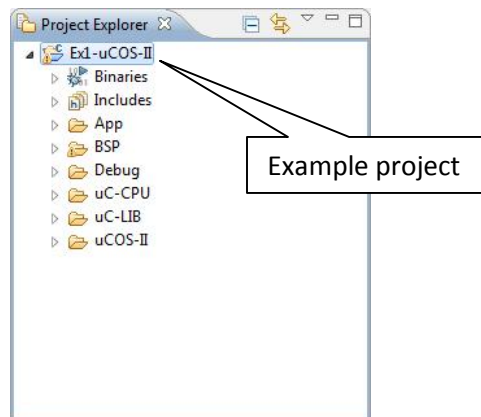 Project Explorer
Ex1-uCOS-II
Binaries
Includes
App
BSP
Debug
uC-CPU
uC-LIB
uCOS-II
Example project